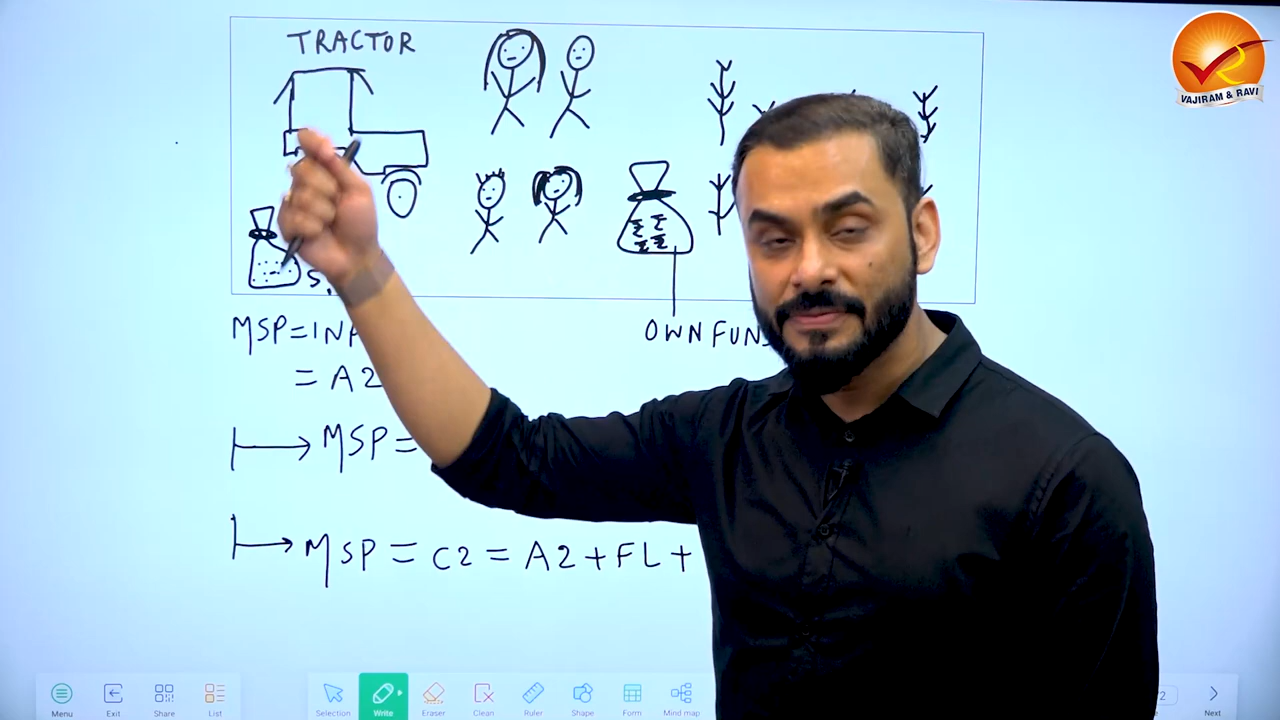 TRACTOR
VAJIRAM & RAVI
₹ ₹
₹ ₹
S
MSP = INP
OWN FUN
= A2
MSP =
MSP = C2 = A2 + FL +
Menu
Exit
Share
List
Selection
Write
Eraser
Clean
Ruler
Shape
Form
Mind map
Next